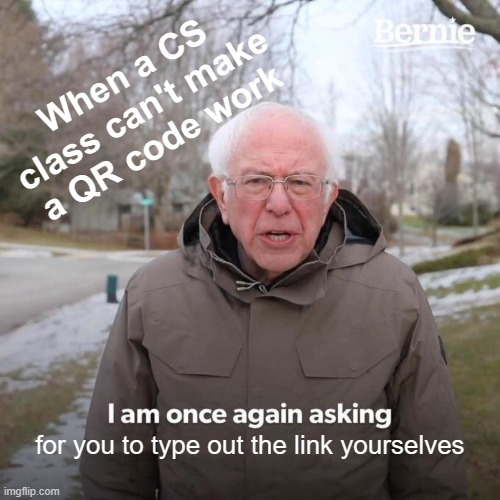 Bernie
When a CS
class can't make
a QR code work
I am once again asking
for you to type out the link yourselves
imgflip.com